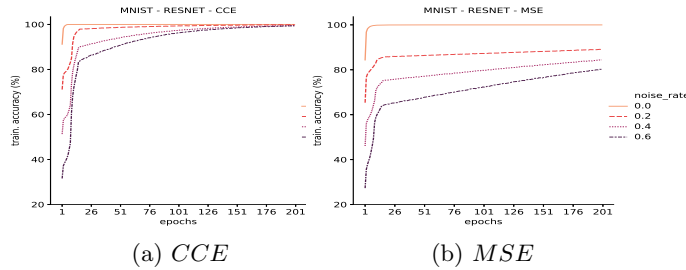 MNIST - RESNET - CCE
train. accuracy (%)
100
80
60
40
20
1 26 51 76 101 126 151 176 201
epochs
(a) CCE
MNIST - RESNET - MSE
train. accuracy (%)
100
80
60
40
20
1 26 51 76 101 126 151 176 201
epochs
noise_rate
0.0
0.2
0.4
0.6
(b) MSE